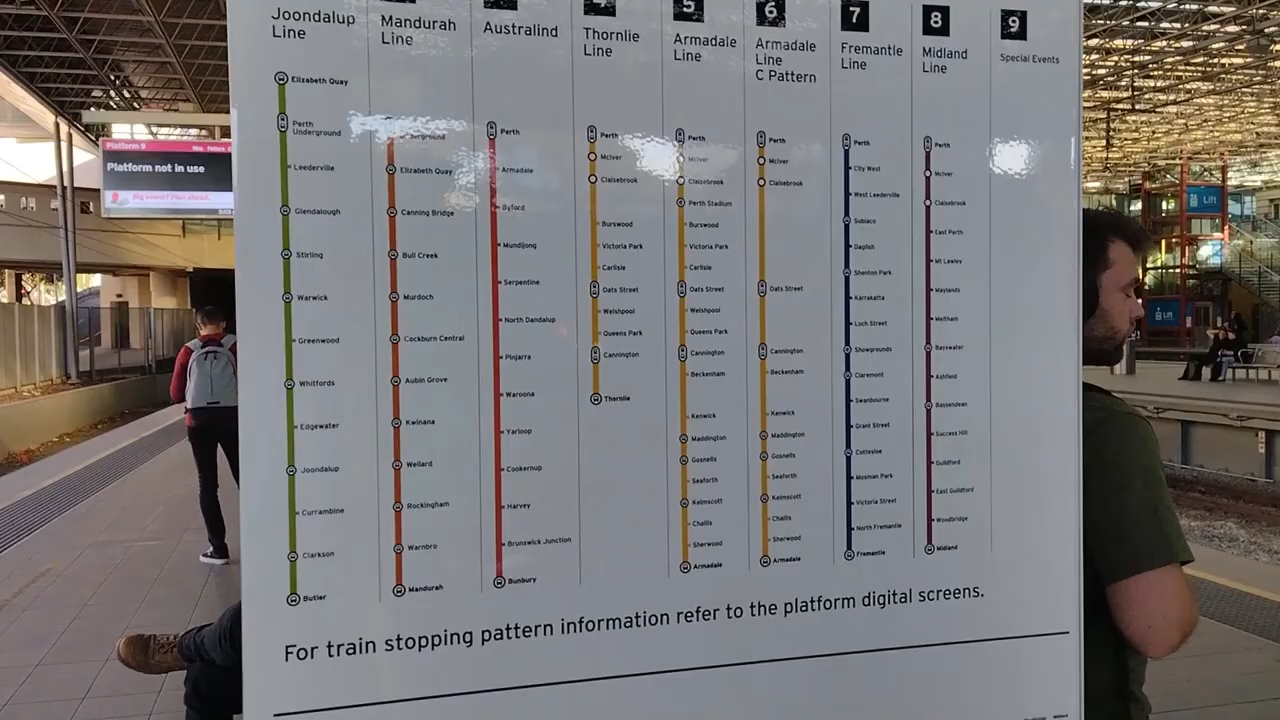 Joondalup
Line
Elizabeth Quay
Perth
Underground
Leederville
Glendalough
Stirling
Warwick
Greenwood
Whitfords
Edgewater
Joondalup
Currambine
Clarkson
Butler
Mandurah
Line
Elizabeth Quay
Canning Bridge
Bull Creek
Murdoch
Cockburn Central
Aubin Grove
Kwinana
Wellard
Rockingham
Warnbro
Mandurah
Australind
Perth
Armadale
Byford
Mundijong
Serpentine
North Dandalup
Pinjarra
Waroona
Yarloop
Cookernup
Harvey
Brunswick Junction
Bunbury
4
Thornlie
Line
Perth
McIver
Claisebrook
Burswood
Victoria Park
Carlisle
Oats Street
Welshpool
Queens Park
Cannington
Thornlie
5
Armadale
Line
Perth
McIver
Claisebrook
Perth Stadium
Burswood
Victoria Park
Carlisle
Oats Street
Welshpool
Queens Park
Cannington
Beckenham
Kenwick
Maddington
Gosnells
Seaforth
Kelmscott
Challis
Sherwood
Armadale
6
Armadale
Line
C Pattern
Perth
McIver
Claisebrook
Oats Street
Cannington
Beckenham
Kenwick
Maddington
Gosnells
Seaforth
Kelmscott
Challis
Sherwood
Armadale
7
Fremantle
Line
Perth
City West
West Leederville
Subiaco
Daglish
Shenton Park
Karrakatta
Loch Street
Showgrounds
Claremont
Swanbourne
Grant Street
Cottesloe
Mosman Park
Victoria Street
North Fremantle
Fremantle
8
Midland
Line
Perth
McIver
Claisebrook
East Perth
Mt Lawley
Maylands
Meltham
Bayswater
Ashfield
Bassendean
Success Hill
Guildford
East Guildford
Woodbridge
Midland
9
Special Events
For train stopping pattern information refer to the platform digital screens.
Platform 9
Platform not in use
Big event? Plan ahead.
Lift
Lift